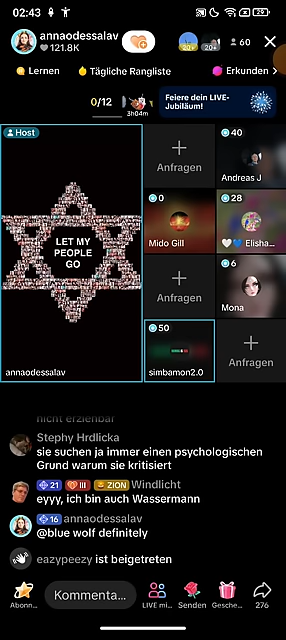 02:43
29
annaodessalav
121.8K
20+
20+
60
Lernen
Tägliche Rangliste
Erkunden
0/12
3h04m
Feiere dein LIVE-
Jubiläum!
Host
LET MY
PEOPLE
GO
annaodessalav
Anfragen
40
Andreas J
0
Mido Gill
28
Elisha...
Anfragen
6
Mona
50
simbamon2.0
Anfragen
nicht erziehbar
Stephy Hrdlicka
sie suchen ja immer einen psychologischen
Grund warum sie kritisiert
21 III ZION Windlicht
eyyy, ich bin auch Wassermann
16 annaodessalav
@blue wolf definitely
eazypeezy ist beigetreten
Abonn...
Kommenta...
LIVE mi...
Senden
Gesche...
276